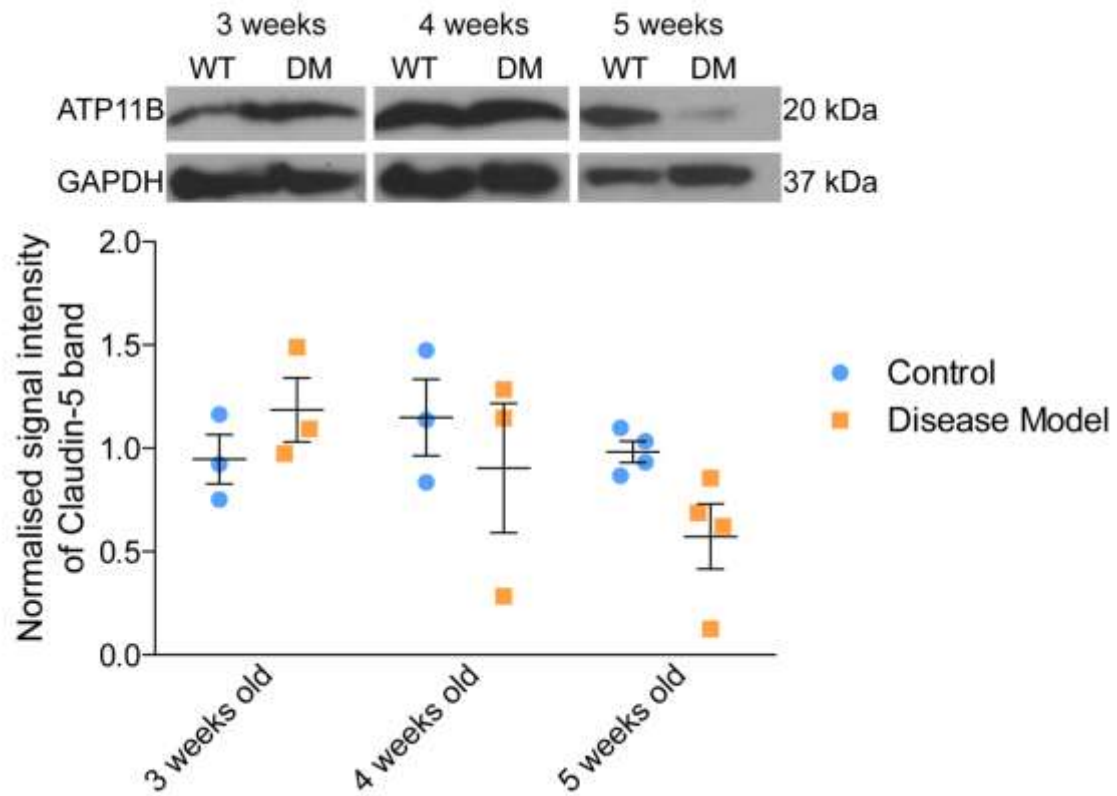 3 weeks 4 weeks 5 weeks
WT DM WT DM WT DM
ATP11B 20 kDa
GAPDH 37 kDa
Normalised signal intensity
of Claudin-5 band
2.0
1.5
1.0
0.5
0.0
3 weeks old
4 weeks old
5 weeks old
Control
Disease Model